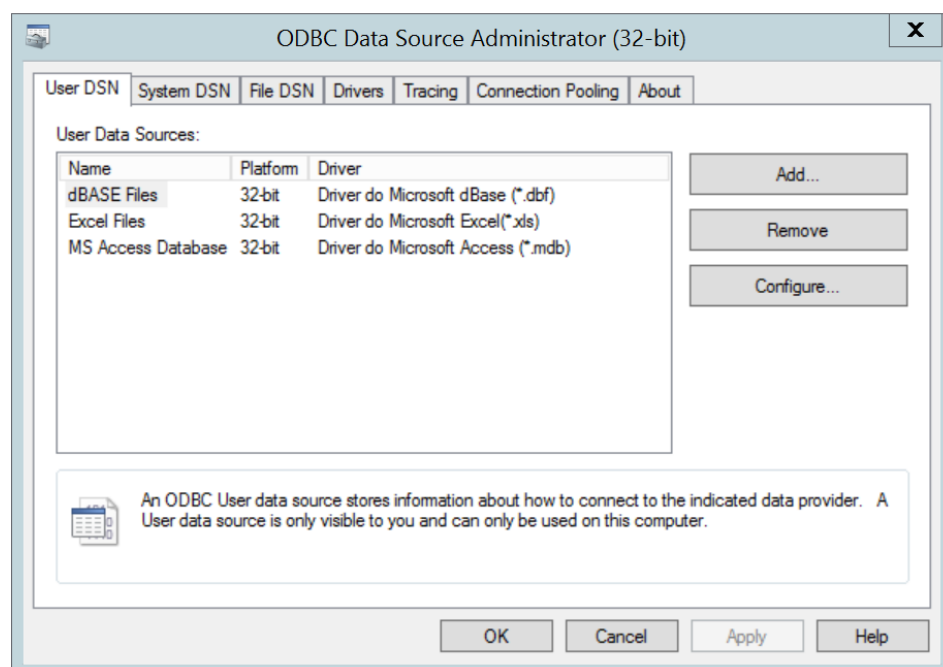 ODBC Data Source Administrator (32-bit)
X
User DSN System DSN File DSN Drivers Tracing Connection Pooling About
User Data Sources:
Name Platform Driver
dBASE Files 32-bit Driver do Microsoft dBase (*.dbf)
Excel Files 32-bit Driver do Microsoft Excel(*.xls)
MS Access Database 32-bit Driver do Microsoft Access (*.mdb)
Add...
Remove
Configure...
An ODBC User data source stores information about how to connect to the indicated data provider. A
User data source is only visible to you and can only be used on this computer.
OK Cancel Apply Help